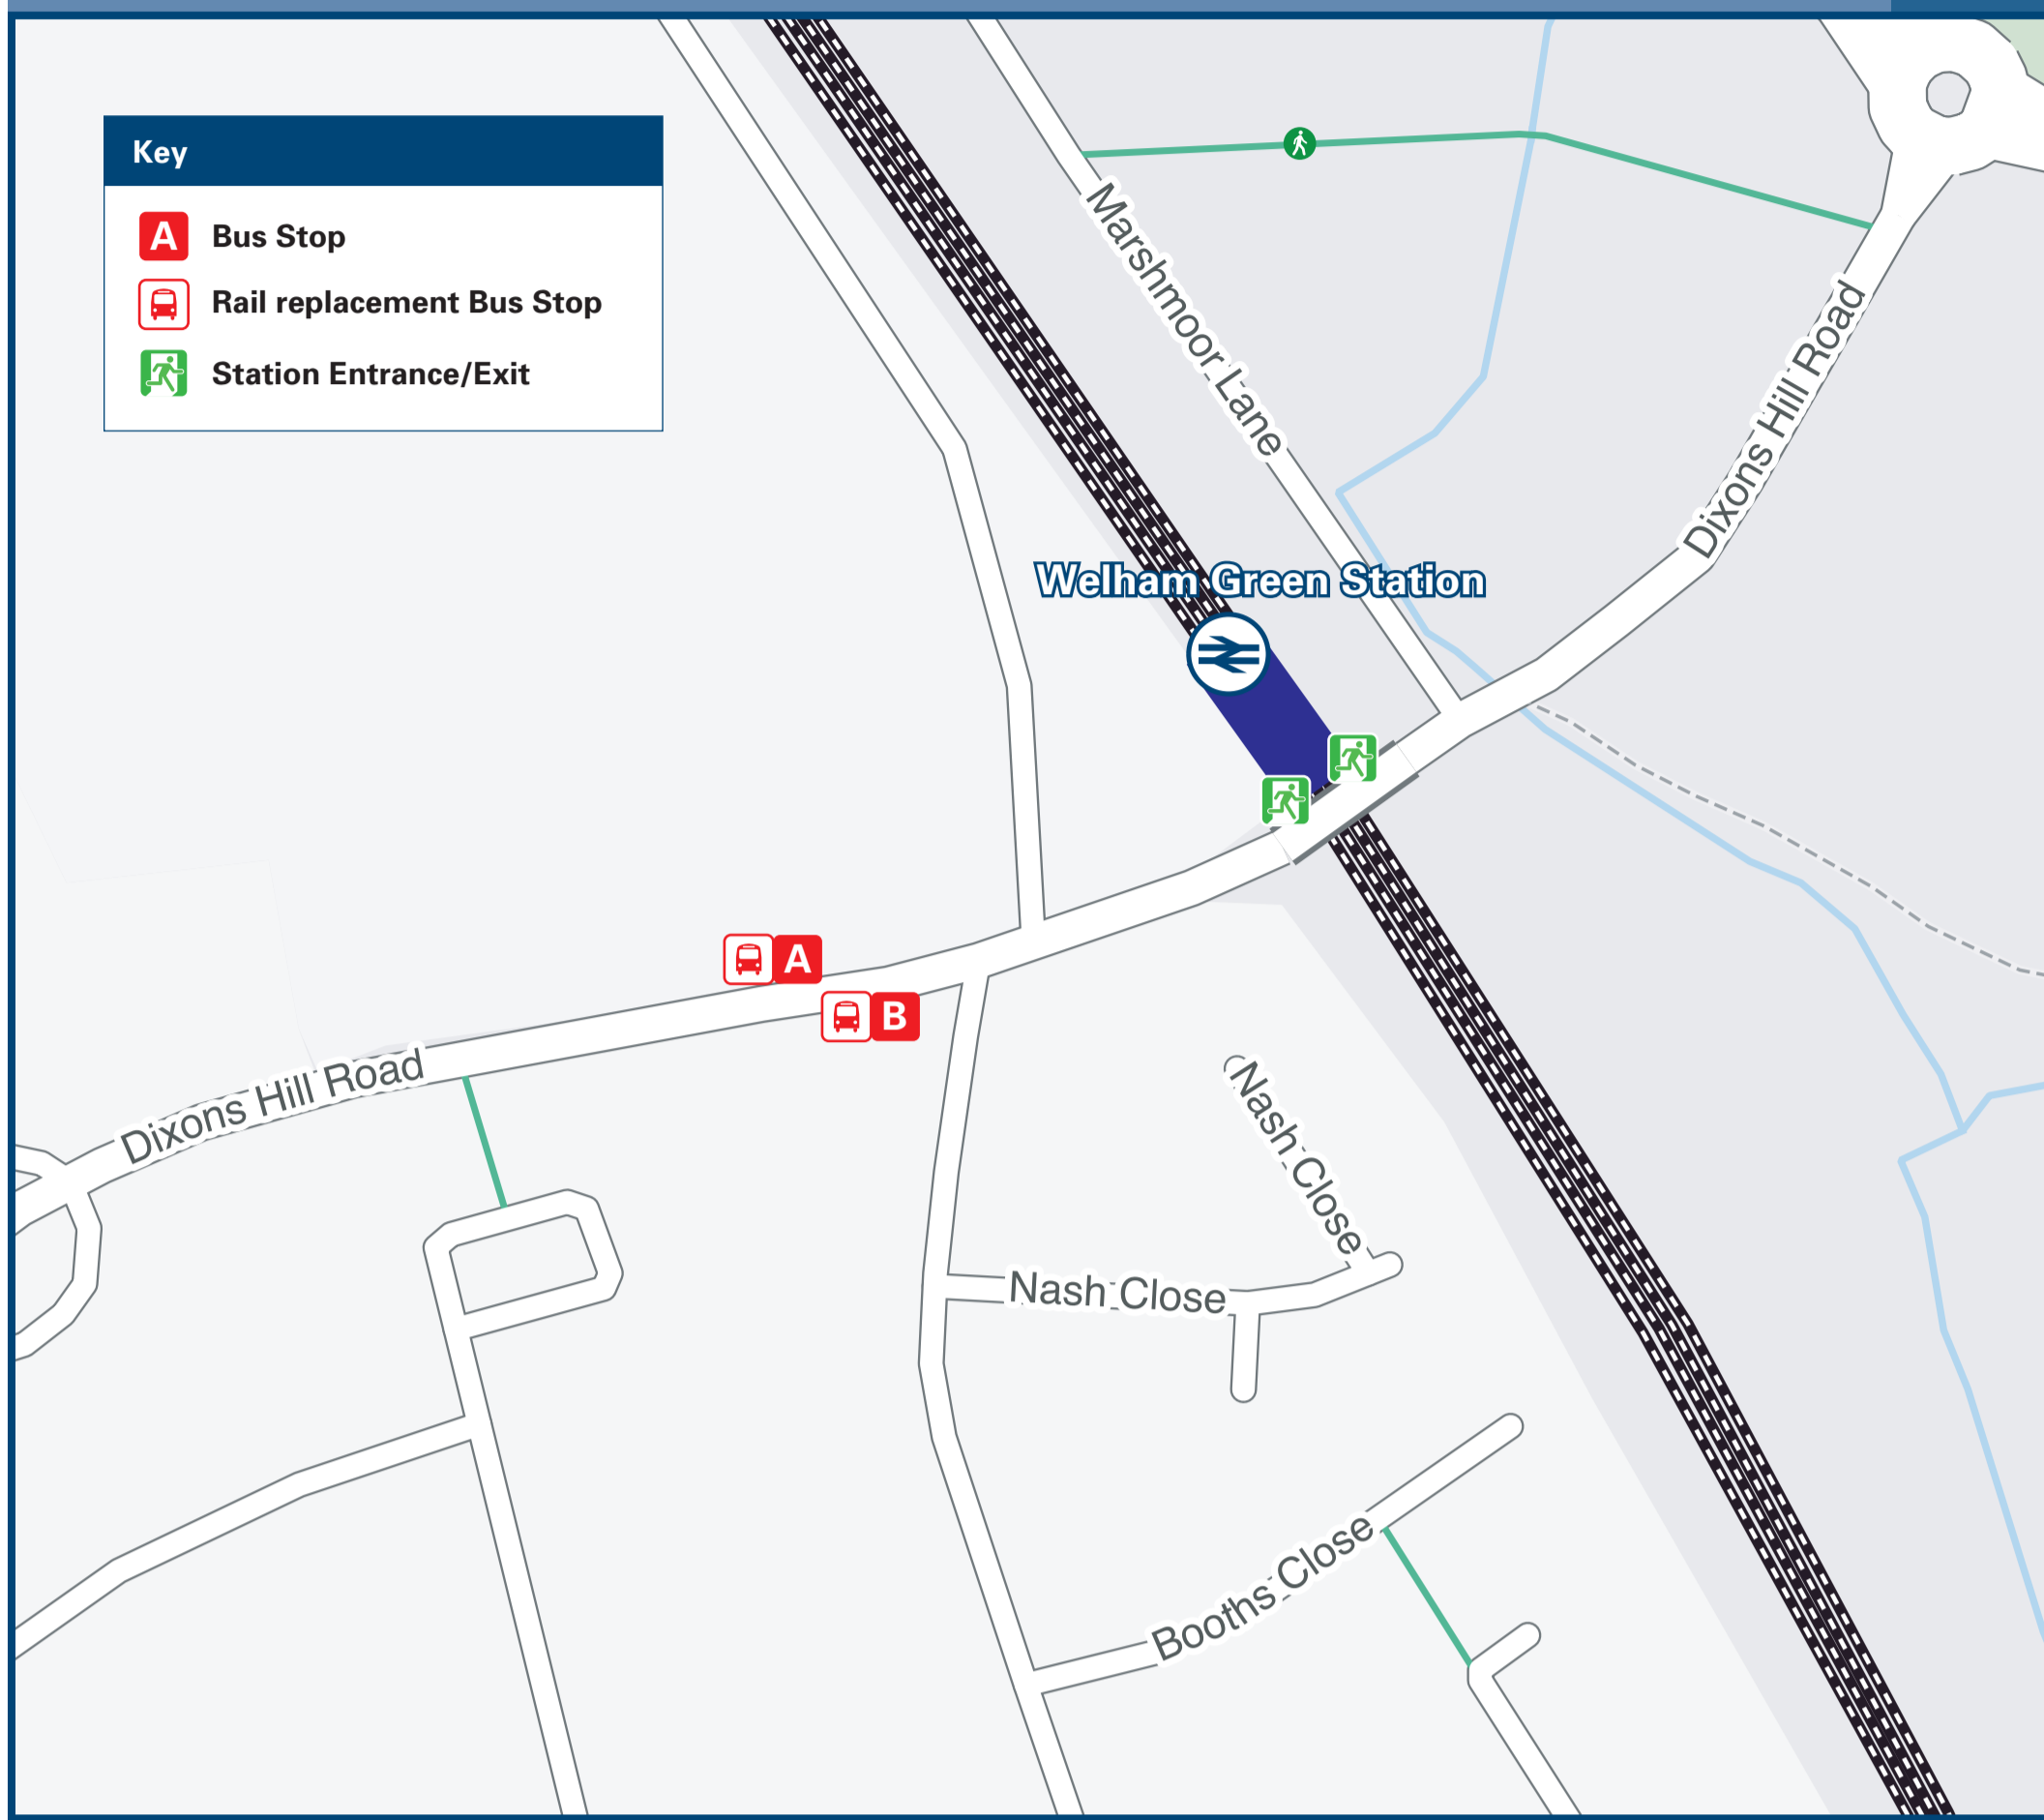 Key
A Bus Stop
Rail replacement Bus Stop
Station Entrance/Exit
Marshmoor Lane
Dixons Hill Road
Welham Green Station
A
B
Dixons Hill Road
Nash Close
Nash Close
Booths Close